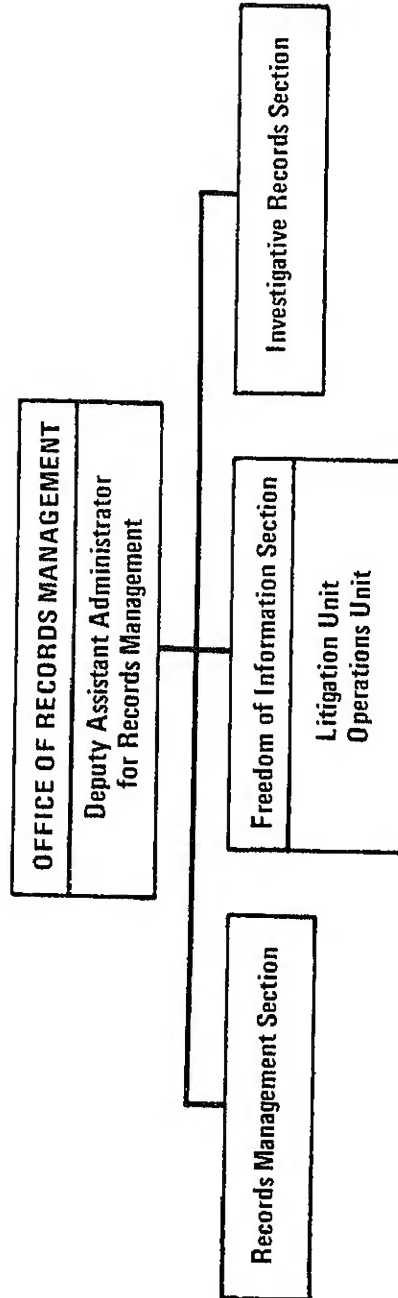 OFFICE OF RECORDS MANAGEMENT
Deputy Assistant Administrator
for Records Management
Records Management Section
Freedom of Information Section
Litigation Unit
Operations Unit
Investigative Records Section